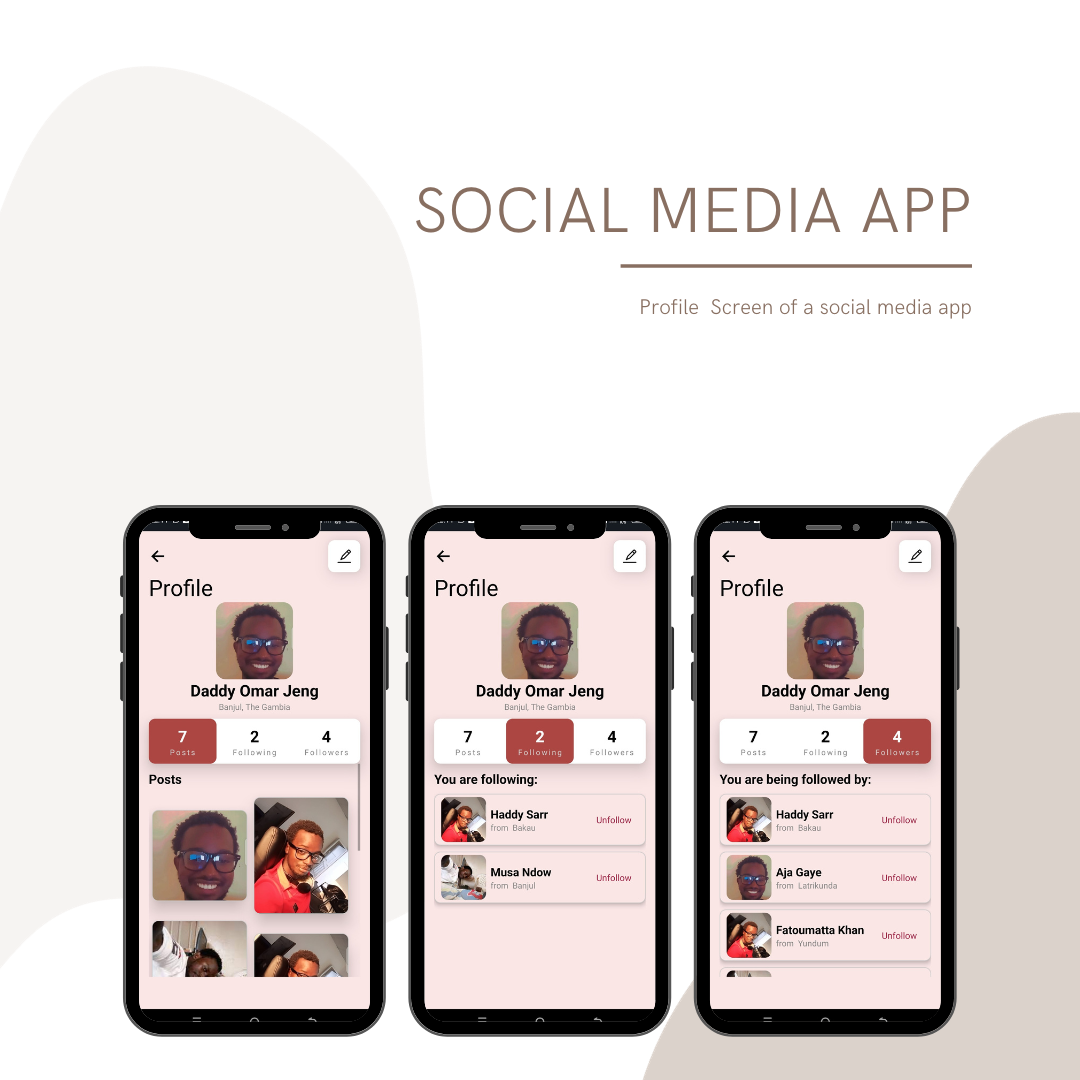 SOCIAL MEDIA APP
Profile Screen of a social media app
Profile
Daddy Omar Jeng
Banjul, The Gambia
7 2 4
Posts Following Followers
Posts
Profile
Daddy Omar Jeng
Banjul, The Gambia
7 2 4
Posts Following Followers
You are following:
Haddy Sarr
from Bakau
Unfollow
Musa Ndow
from Banjul
Unfollow
Profile
Daddy Omar Jeng
Banjul, The Gambia
7 2 4
Posts Following Followers
You are being followed by:
Haddy Sarr
from Bakau
Unfollow
Aja Gaye
from Latrikunda
Unfollow
Fatoumatta Khan
from Yundum
Unfollow